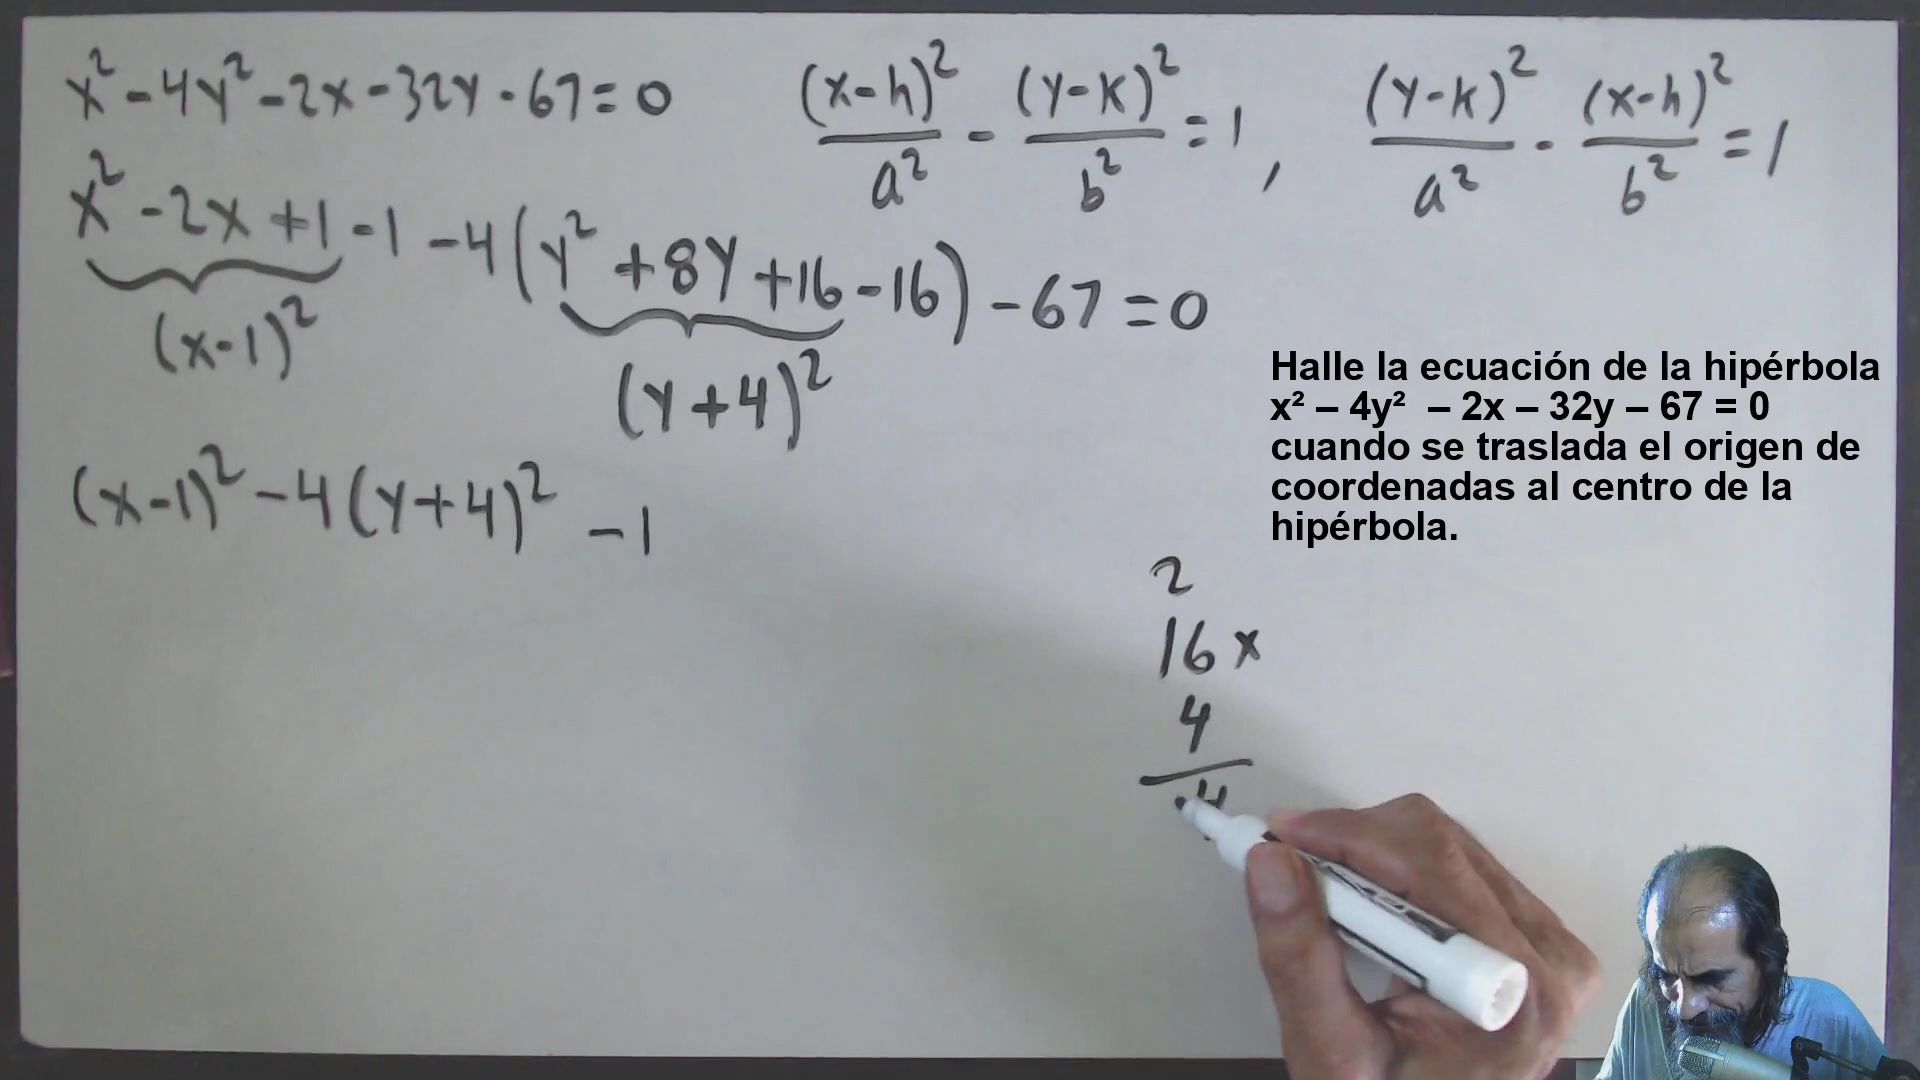 x² - 4y² - 2x - 32y - 67 = 0
(x-h)²/a² - (y-k)²/b² = 1 , (y-k)²/a² - (x-h)²/b² = 1
x² - 2x + 1 - 1 - 4(y² + 8y + 16 - 16) - 67 = 0
(x-1)²
(y+4)²
Halle la ecuación de la hipérbola
x² – 4y² – 2x – 32y – 67 = 0
cuando se traslada el origen de
coordenadas al centro de la
hipérbola.
(x-1)² - 4(y+4)² - 1
2
16 x
4
4